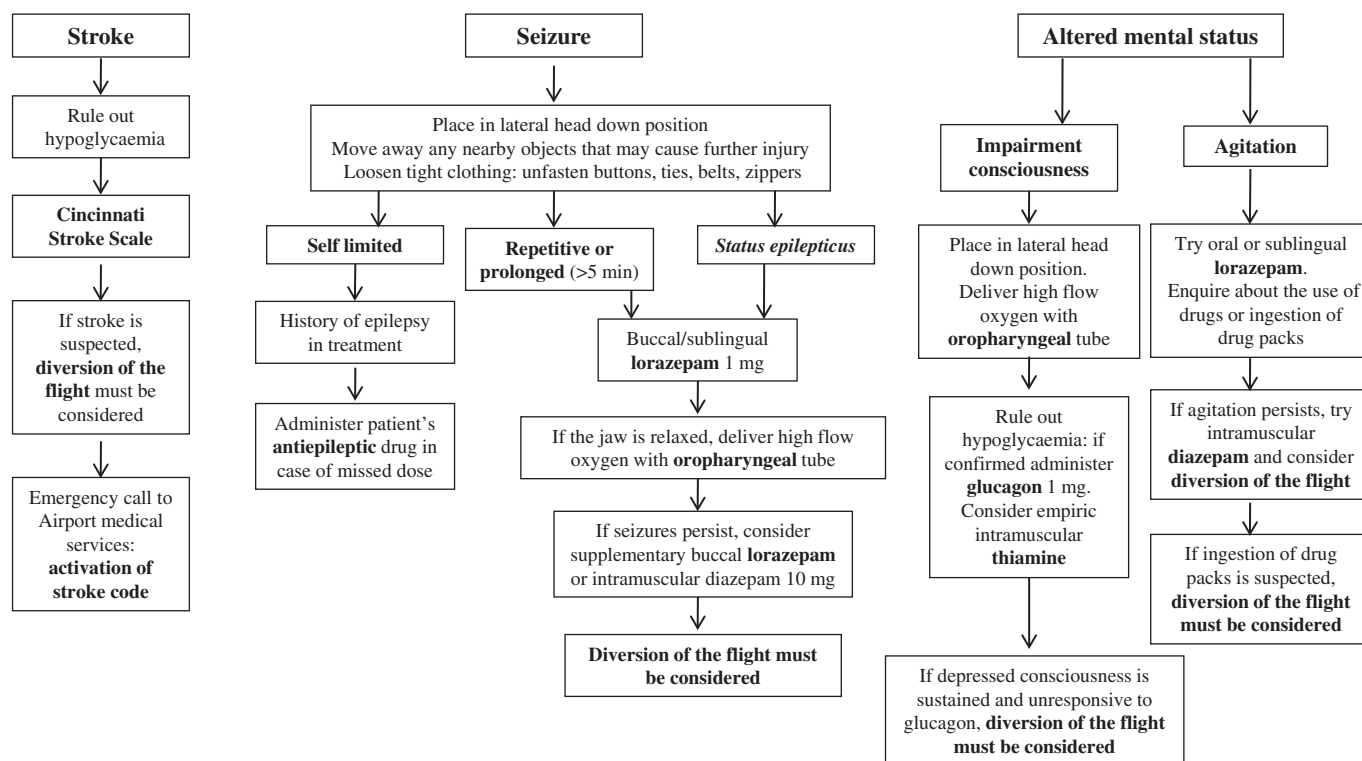 Stroke
Rule out
hypoglycaemia
Cincinnati
Stroke Scale
If stroke is
suspected,
diversion of the
flight must be
considered
Emergency call to
Airport medical
services:
activation of
stroke code
Seizure
Place in lateral head down position
Move away any nearby objects that may cause further injury
Loosen tight clothing: unfasten buttons, ties, belts, zippers
Self limited
History of epilepsy
in treatment
Administer patient’s
antiepileptic drug in
case of missed dose
Repetitive or
prolonged (>5 min)
Status epilepticus
Buccal/sublingual
lorazepam 1 mg
If the jaw is relaxed, deliver high flow
oxygen with oropharyngeal tube
If seizures persist, consider
supplementary buccal lorazepam
or intramuscular diazepam 10 mg
Diversion of the flight must
be considered
Altered mental status
Impairment
consciousness
Place in lateral head
down position.
Deliver high flow
oxygen with
oropharyngeal tube
Rule out
hypoglycaemia: if
confirmed administer
glucagon 1 mg.
Consider empiric
intramuscular
thiamine
If depressed consciousness is
sustained and unresponsive to
glucagon, diversion of the flight
must be considered
Agitation
Try oral or sublingual
lorazepam.
Enquire about the use of
drugs or ingestion of
drug packs
If agitation persists, try
intramuscular
diazepam and consider
diversion of the flight
If ingestion of drug
packs is suspected,
diversion of the flight
must be considered